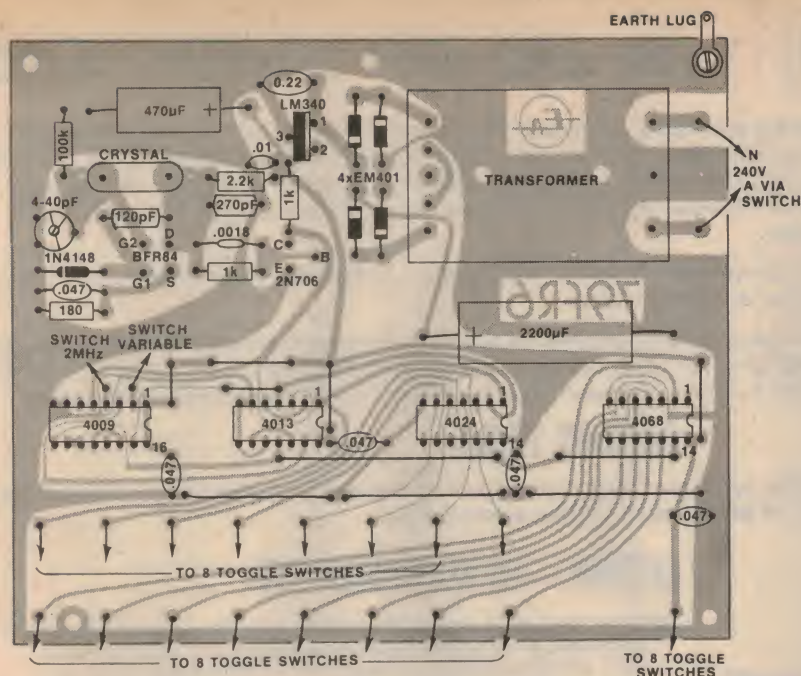 EARTH LUG
0.22
470µF +
LM340
1
3
2
.01
100k
CRYSTAL
2.2k
1k
4xEM401
TRANSFORMER
N
240V
A VIA
SWITCH
4-40pF
120pF
270pF
G2
D
.0018
C
B
1N4148
BFR84
1k
E
2N706
G1
S
.047
180
79FR6
+ 2200µF
SWITCH
2MHz
SWITCH
VARIABLE
1
1
1
1
4009
4013
4024
4068
16
14
14
.047
.047
.047
.047
TO 8 TOGGLE SWITCHES
TO 8 TOGGLE SWITCHES
TO 8 TOGGLE
SWITCHES